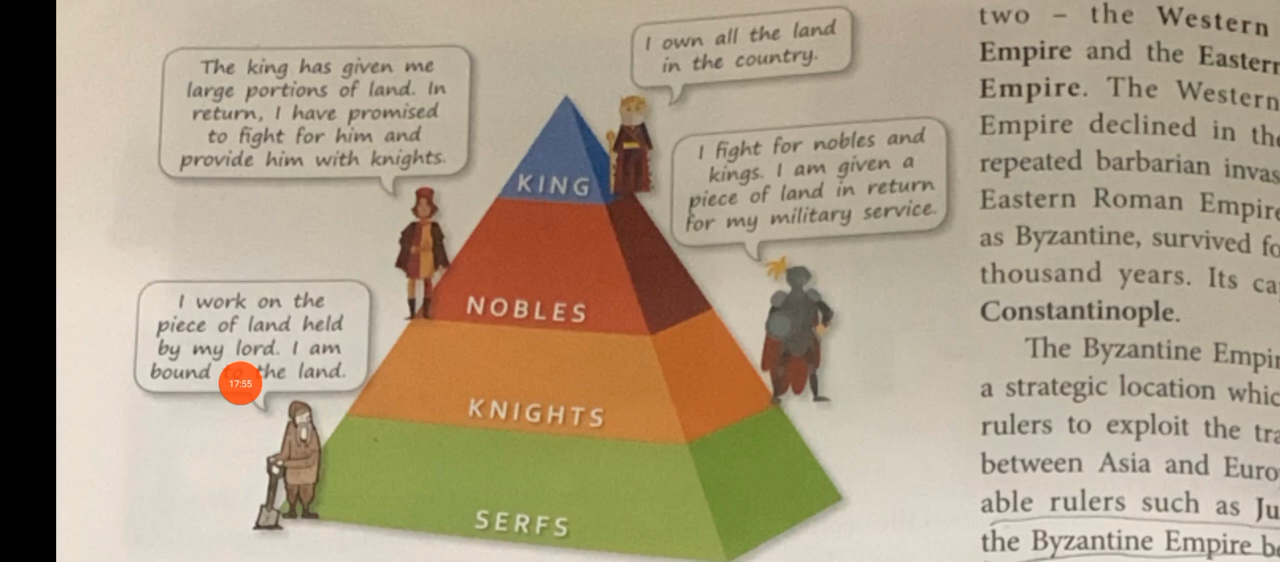 The king has given me
large portions of land. In
return, I have promised
to fight for him and
provide him with knights.
I own all the land
in the country.
I fight for nobles and
kings. I am given a
piece of land in return
for my military service.
I work on the
piece of land held
by my lord. I am
bound the land.
17:55
KING
NOBLES
KNIGHTS
SERFS
two – the Western
Empire and the Eastern
Empire. The Western
Empire declined in the
repeated barbarian
Eastern Roman Empire
as Byzantine, survived
thousand years. Its
Constantinople.
The Byzantine
a strategic location
rulers to exploit the
between Asia and
able rulers such as
the Byzantine Empire